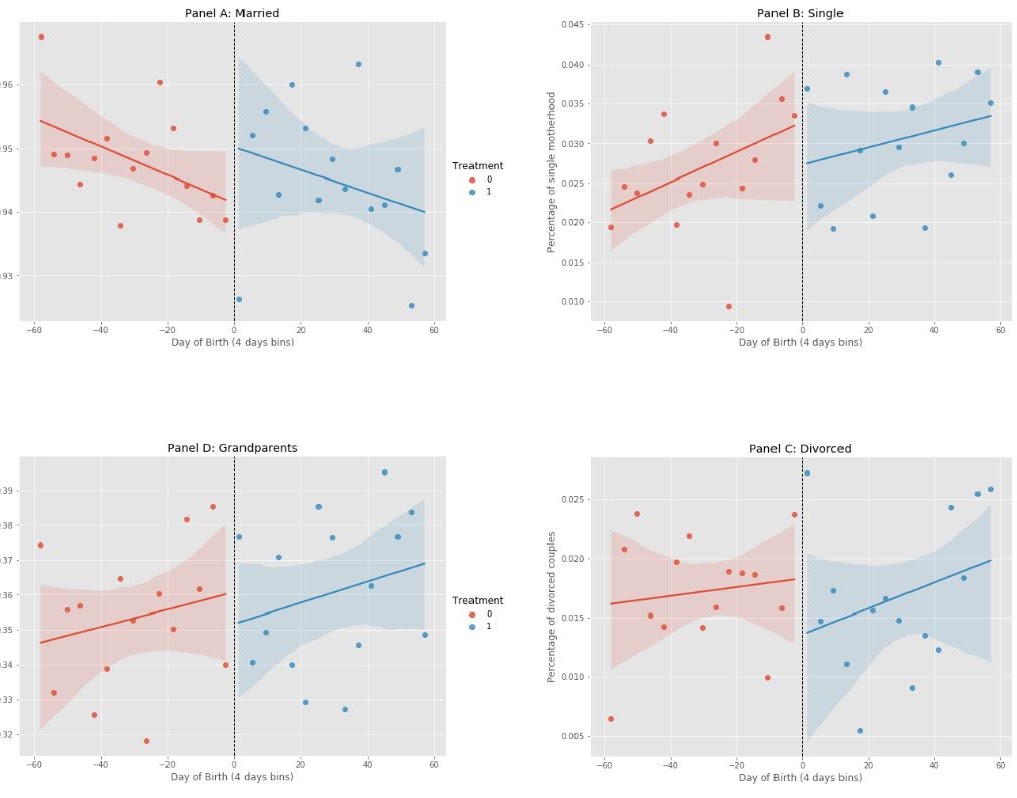 Panel A: Married
0.96
0.95
0.94
0.93
−60 −40 −20 0 20 40 60
Day of Birth (4 days bins)
Treatment
0
1
Panel B: Single
Percentage of single motherhood
0.045
0.040
0.035
0.030
0.025
0.020
0.015
0.010
−60 −40 −20 0 20 40 60
Day of Birth (4 days bins)
Panel D: Grandparents
.39
.38
.37
.36
.35
.34
.33
.32
−60 −40 −20 0 20 40 60
Day of Birth (4 days bins)
Treatment
0
1
Panel C: Divorced
Percentage of divorced couples
0.025
0.020
0.015
0.010
0.005
−60 −40 −20 0 20 40 60
Day of Birth (4 days bins)